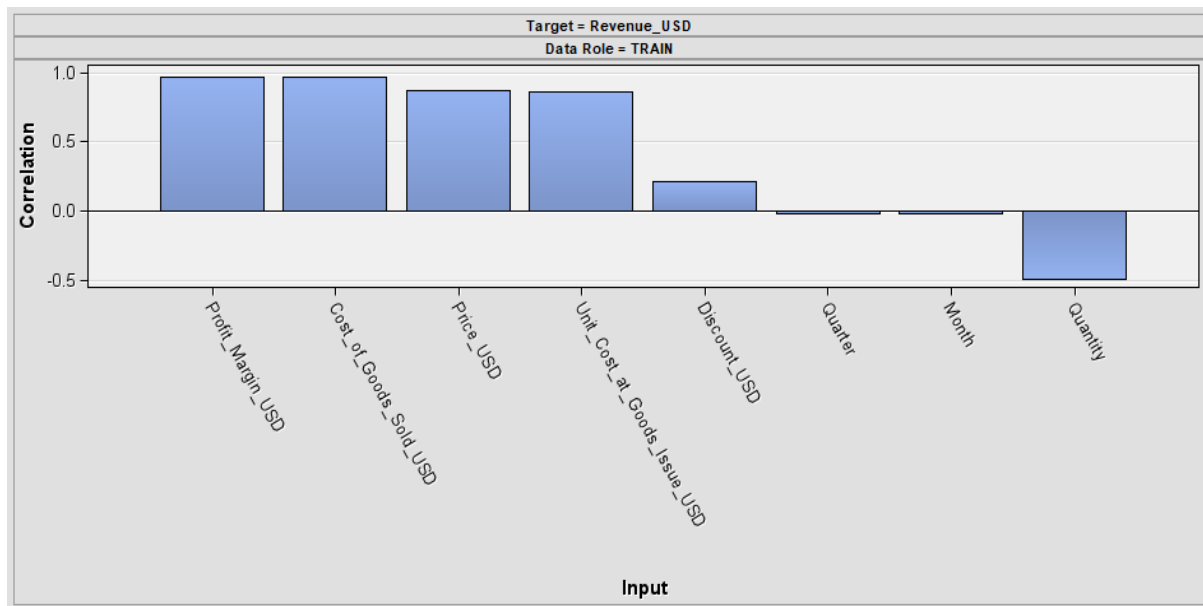 Target = Revenue_USD
Data Role = TRAIN
Correlation
1.0
0.5
0.0
-0.5
Profit_Margin_USD
Cost_of_Goods_Sold_USD
Price_USD
Unit_Cost_at_Goods_Issue_USD
Discount_USD
Quarter
Month
Quantity
Input